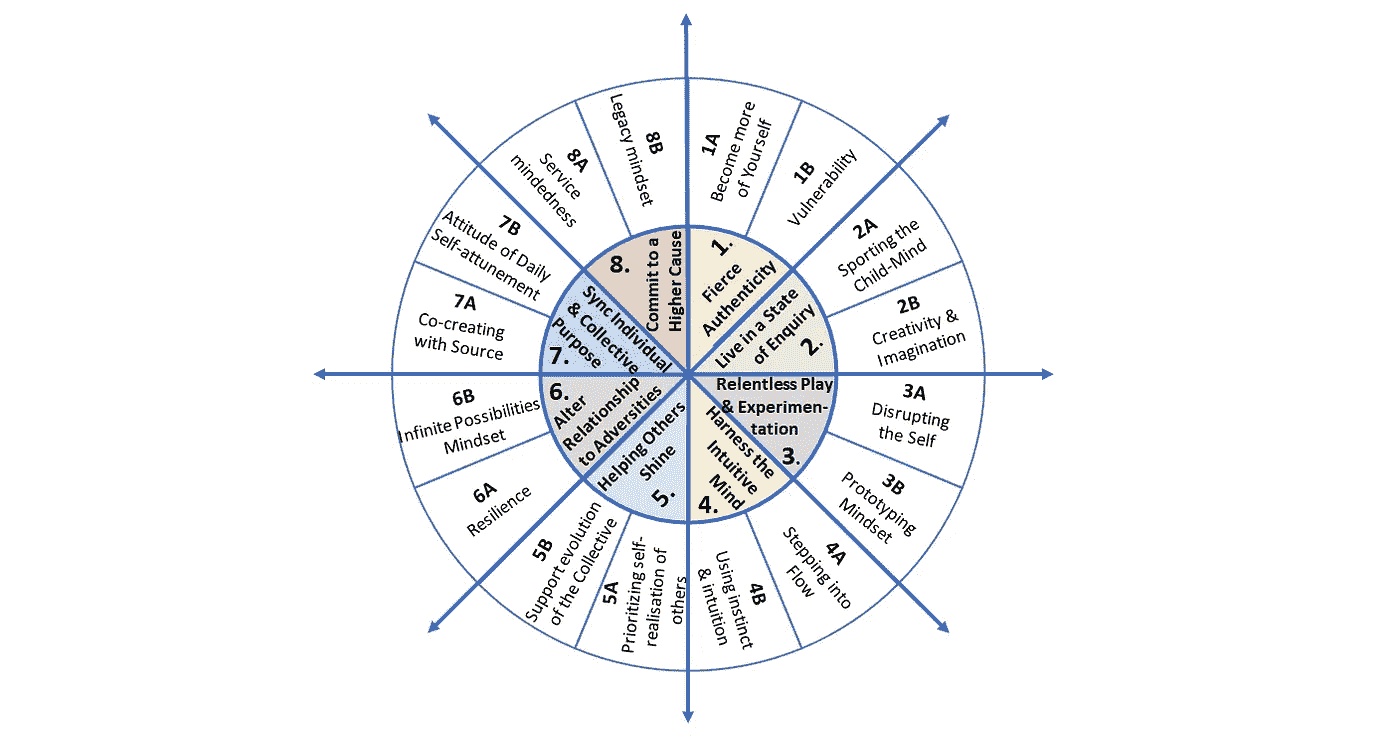 1A
Become more
of Yourself
1B
Vulnerability
2A
Sporting the
Child-Mind
2B
Creativity &
Imagination
3A
Disrupting
the Self
3B
Prototyping
Mindset
4A
Stepping into
Flow
4B
Using instinct
& intuition
5A
Prioritizing self-
realisation of
others
5B
Support evolution
of the Collective
6A
Resilience
6B
Infinite Possibilities
Mindset
7A
Co-creating
with Source
7B
Attitude of Daily
Self-attunement
8A
Service
mindedness
8B
Legacy mindset
1.
Fierce
Authenticity
Live in a State
of Enquiry
2.
Relentless Play
& Experimen-
tation
3.
Harness the
Intuitive
Mind
4.
Helping Others
Shine
5.
6.
Alter
Relationship
to Adversities
Sync Individual
& Collective
Purpose
7.
8.
Commit to a
Higher Cause